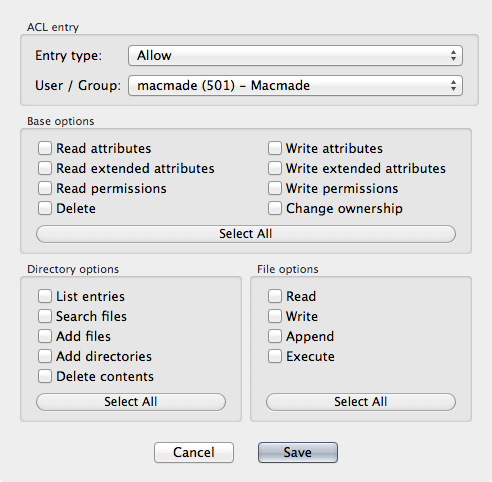 ACL entry
Entry type: Allow
User / Group: macmade (501) – Macmade
Base options
Read attributes Write attributes
Read extended attributes Write extended attributes
Read permissions Write permissions
Delete Change ownership
Select All
Directory options File options
List entries Read
Search files Write
Add files Append
Add directories Execute
Delete contents
Select All Select All
Cancel Save